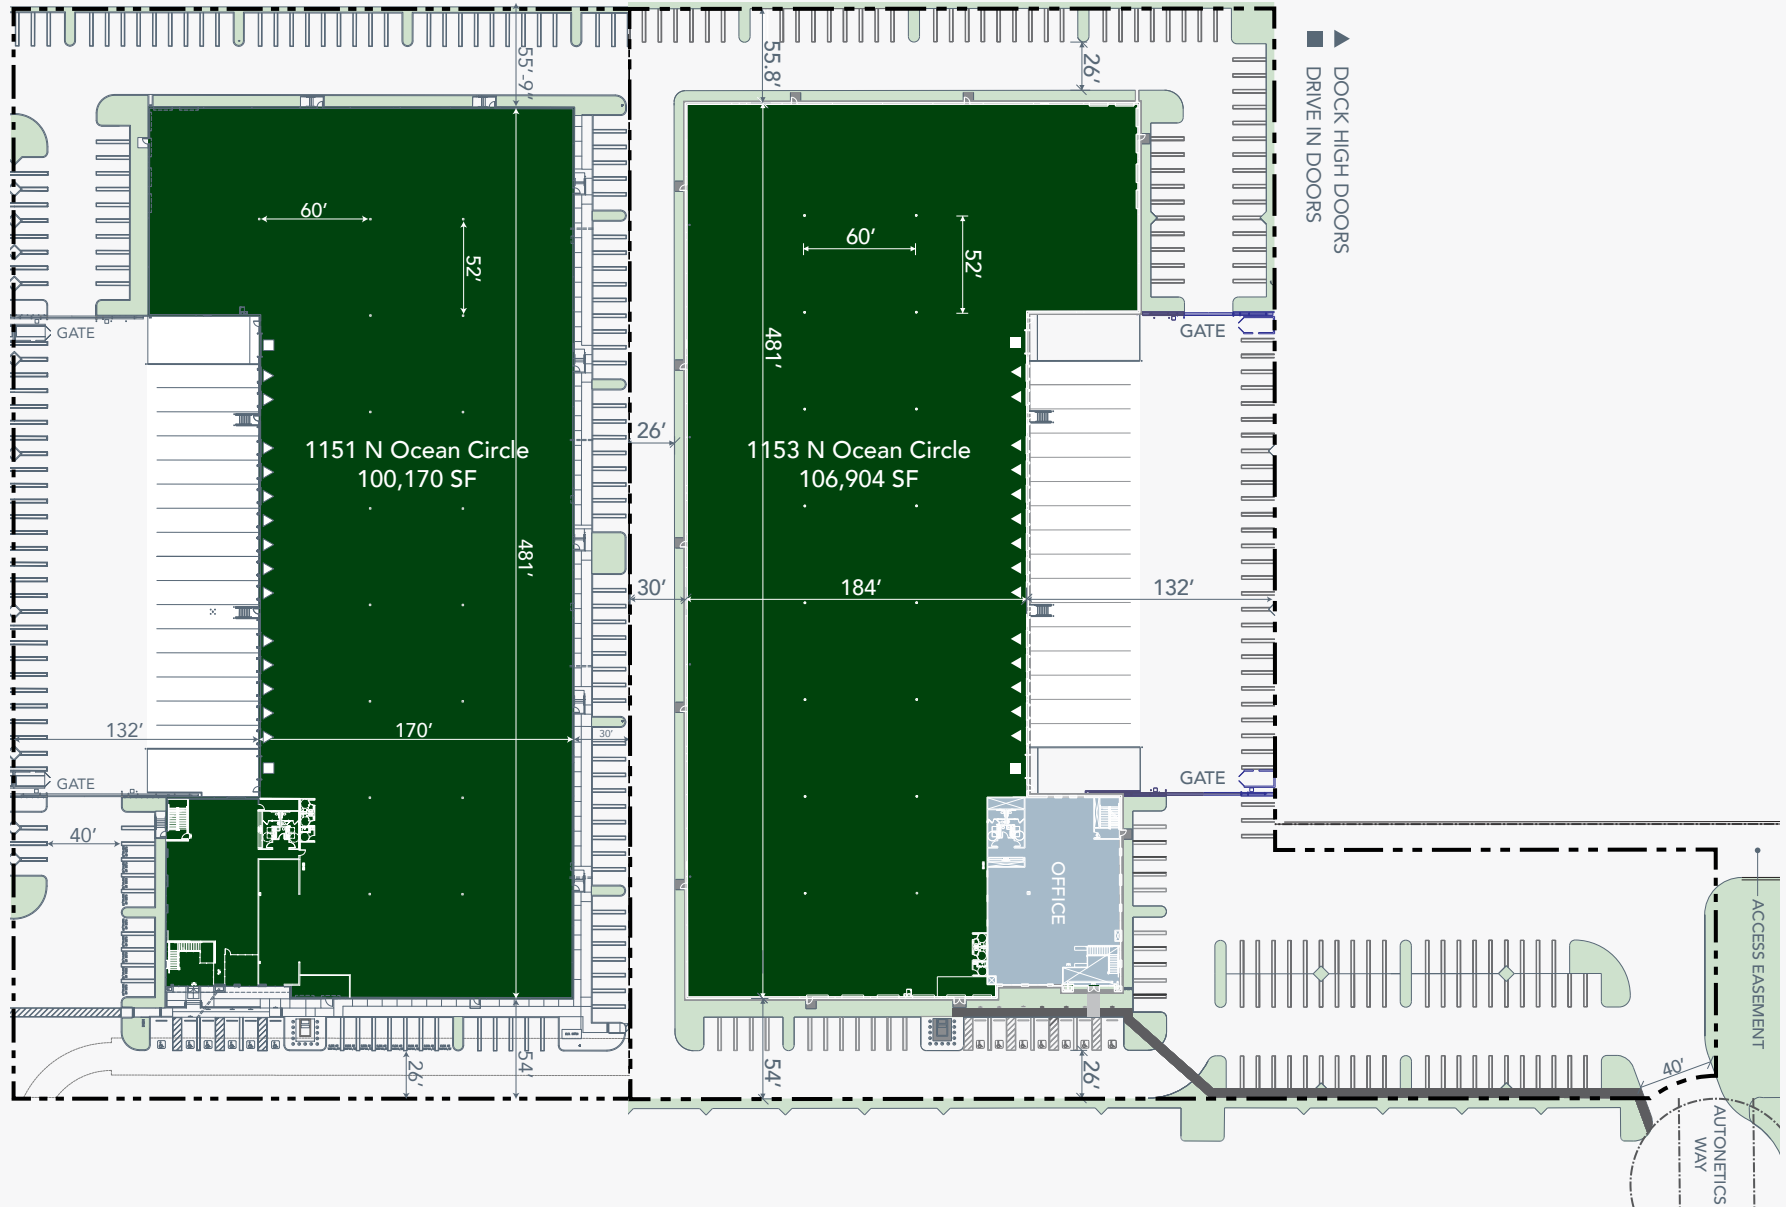 55'-9"
55.8'
26'
DOCK HIGH DOORS
DRIVE IN DOORS
60'
52'
60'
52'
GATE
GATE
481'
26'
1151 N Ocean Circle
100,170 SF
1153 N Ocean Circle
106,904 SF
481'
30'
184'
132'
132'
170'
30'
GATE
GATE
40'
OFFICE
ACCESS EASEMENT
26'
54'
54'
26'
40'
AUTONETICS
WAY